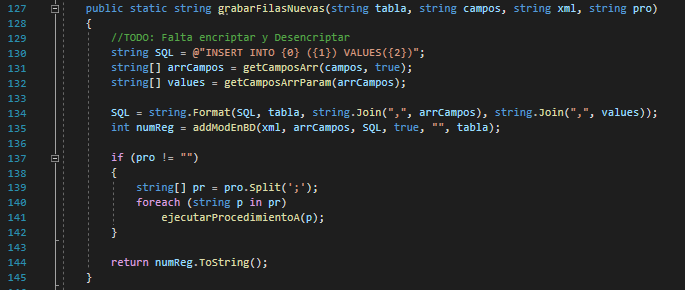 127 public static string grabarFilasNuevas(string tabla, string campos, string xml, string pro)
128 {
129 //TODO: Falta encriptar y Desencriptar
130 string SQL = @"INSERT INTO {0} ({1}) VALUES({2})";
131 string[] arrCampos = getCamposArr(campos, true);
132 string[] values = getCamposArrParam(arrCampos);
133
134 SQL = string.Format(SQL, tabla, string.Join(",", arrCampos), string.Join(",", values));
135 int numReg = addModEnBD(xml, arrCampos, SQL, true, "", tabla);
136
137 if (pro != "")
138 {
139 string[] pr = pro.Split(';');
140 foreach (string p in pr)
141 ejecutarProcedimientoA(p);
142 }
143
144 return numReg.ToString();
145 }